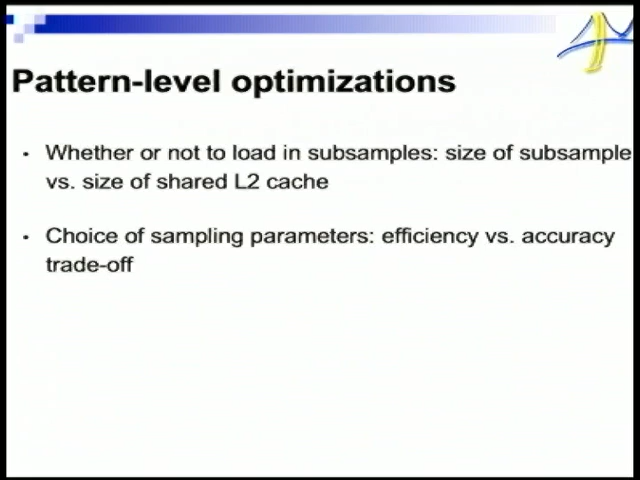 Pattern-level optimizations
• Whether or not to load in subsamples: size of subsample
vs. size of shared L2 cache
• Choice of sampling parameters: efficiency vs. accuracy
trade-off